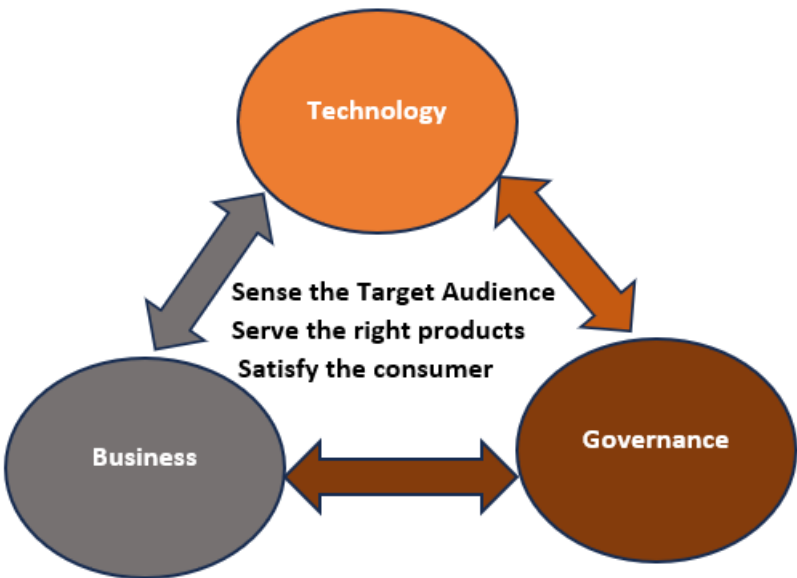 Technology
Sense the Target Audience
Serve the right products
Satisfy the consumer
Business
Governance